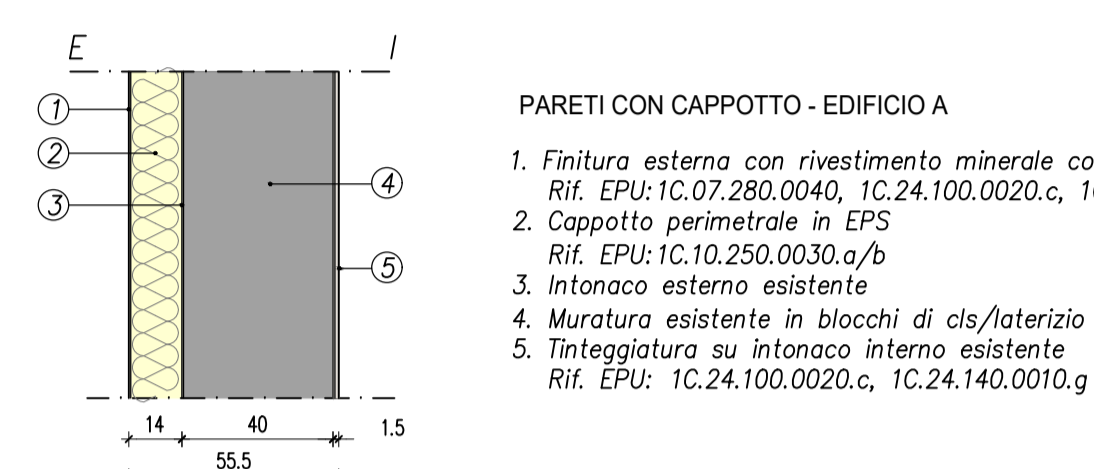 E I
1
2
3
4
5
14 40 1.5
55.5
PARETI CON CAPPOTTO - EDIFICIO A
1. Finitura esterna con rivestimento minerale
Rif. EPU: 1C.07.280.0040, 1C.24.100.0020.c,
2. Cappotto perimetrale in EPS
Rif. EPU: 1C.10.250.0030.a/b
3. Intonaco esterno esistente
4. Muratura esistente in blocchi di cls/laterizio
5. Tinteggiatura su intonaco interno esistente
Rif. EPU: 1C.24.100.0020.c, 1C.24.140.0010.g